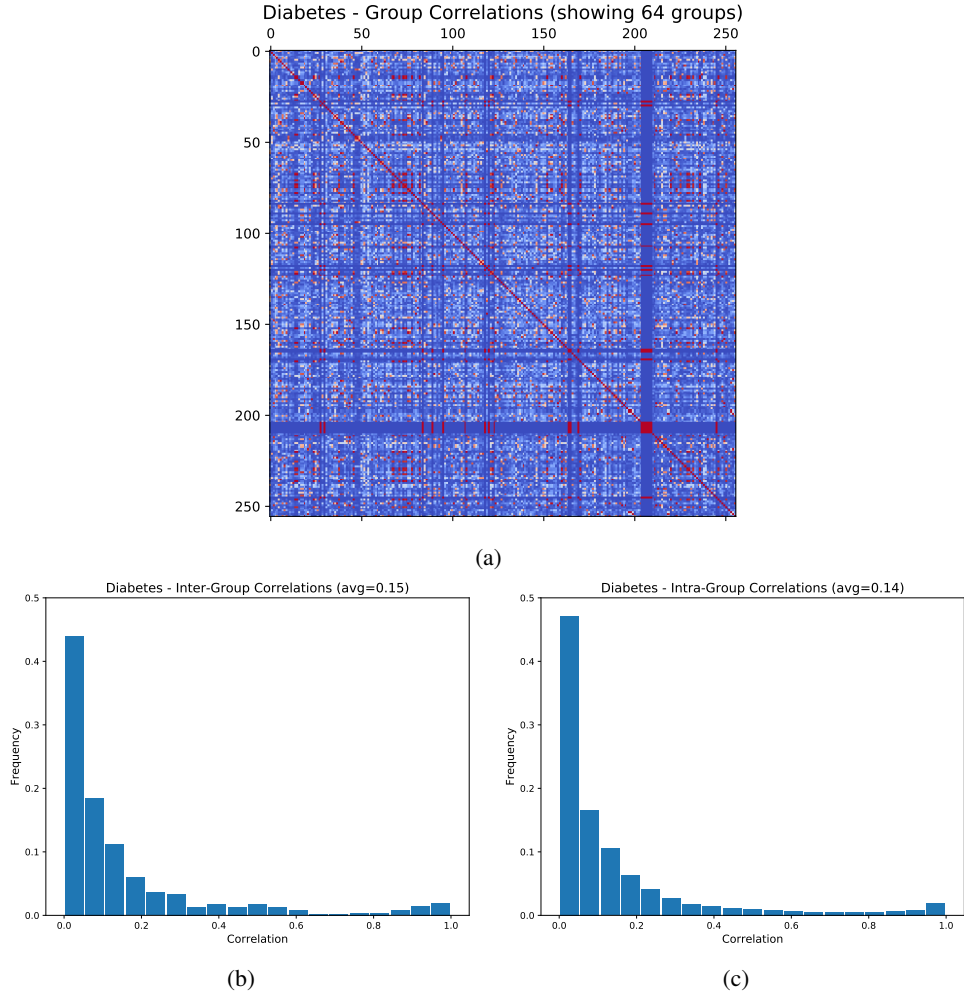 Diabetes - Group Correlations (showing 64 groups)
0 50 100 150 200 250
0
50
100
150
200
250
(a)
Diabetes - Inter-Group Correlations (avg=0.15)
0.5
0.4
0.3
0.2
0.1
0.0
Frequency
0.0 0.2 0.4 0.6 0.8 1.0
Correlation
(b)
Diabetes - Intra-Group Correlations (avg=0.14)
0.5
0.4
0.3
0.2
0.1
0.0
Frequency
0.0 0.2 0.4 0.6 0.8 1.0
Correlation
(c)